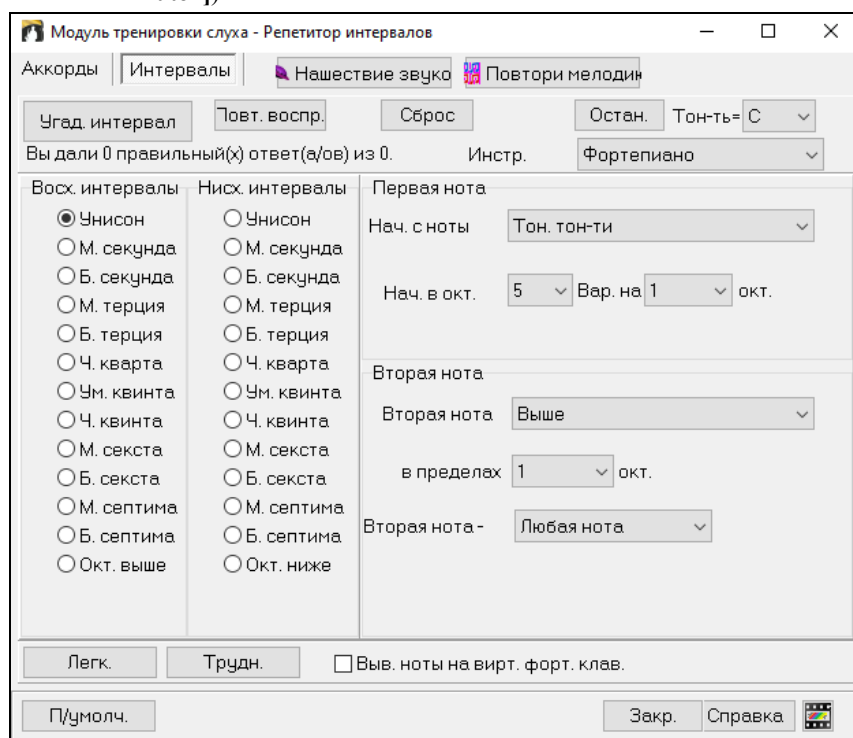 Модуль тренировки слуха - Репетитор интервалов
Аккорды Интервалы Нашествие звуко Повтори мелодин
Угад. интервал Повт. воспр. Сброс Остан. Тон-ть= C
Вы дали 0 правильный(х) ответ(а/ов) из 0. Инстр. Фортепиано
Восх. интервалы Нисх. интервалы Первая нота
Унисон Унисон Нач. с ноты Тон. тон-ти
М. секунда М. секунда
Б. секунда Б. секунда Нач. в окт. 5 Вар. на 1 окт.
М. терция М. терция
Б. терция Б. терция
Ч. кварта Ч. кварта Вторая нота
Ум. квинта Ум. квинта
Ч. квинта Ч. квинта Вторая нота Выше
М. секста М. секста
Б. секста Б. секста в пределах 1 окт.
М. септима М. септима
Б. септима Б. септима Вторая нота - Любая нота
Окт. выше Окт. ниже
Легк. Трудн. Выв. ноты на вирт. форт. клав.
П/умолч. Закр. Справка